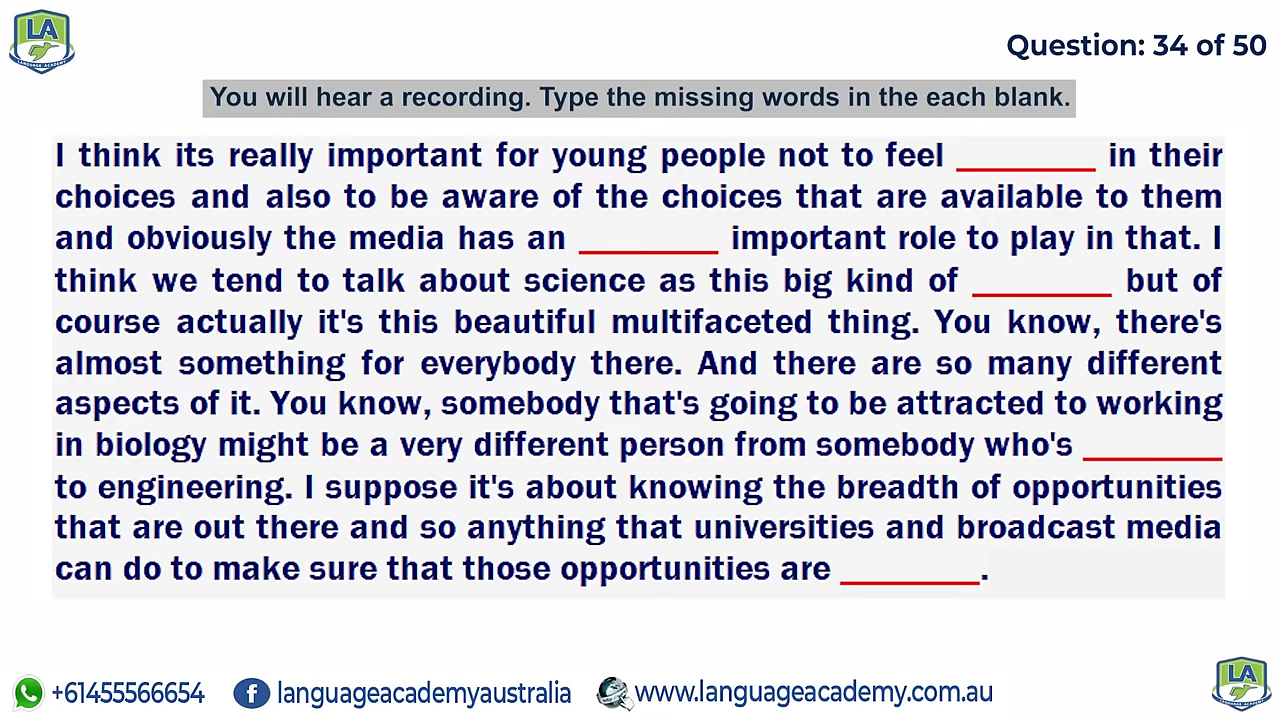 LA
LANGUAGE ACADEMY
Question: 34 of 50
You will hear a recording. Type the missing words in the each blank.
I think its really important for young people not to feel ________ in their
choices and also to be aware of the choices that are available to them
and obviously the media has an ________ important role to play in that. I
think we tend to talk about science as this big kind of ________ but of
course actually it's this beautiful multifaceted thing. You know, there's
almost something for everybody there. And there are so many different
aspects of it. You know, somebody that's going to be attracted to working
in biology might be a very different person from somebody who's ________
to engineering. I suppose it's about knowing the breadth of opportunities
that are out there and so anything that universities and broadcast media
can do to make sure that those opportunities are ________.
+61455566654 languageacademyaustralia www.languageacademy.com.au
LA